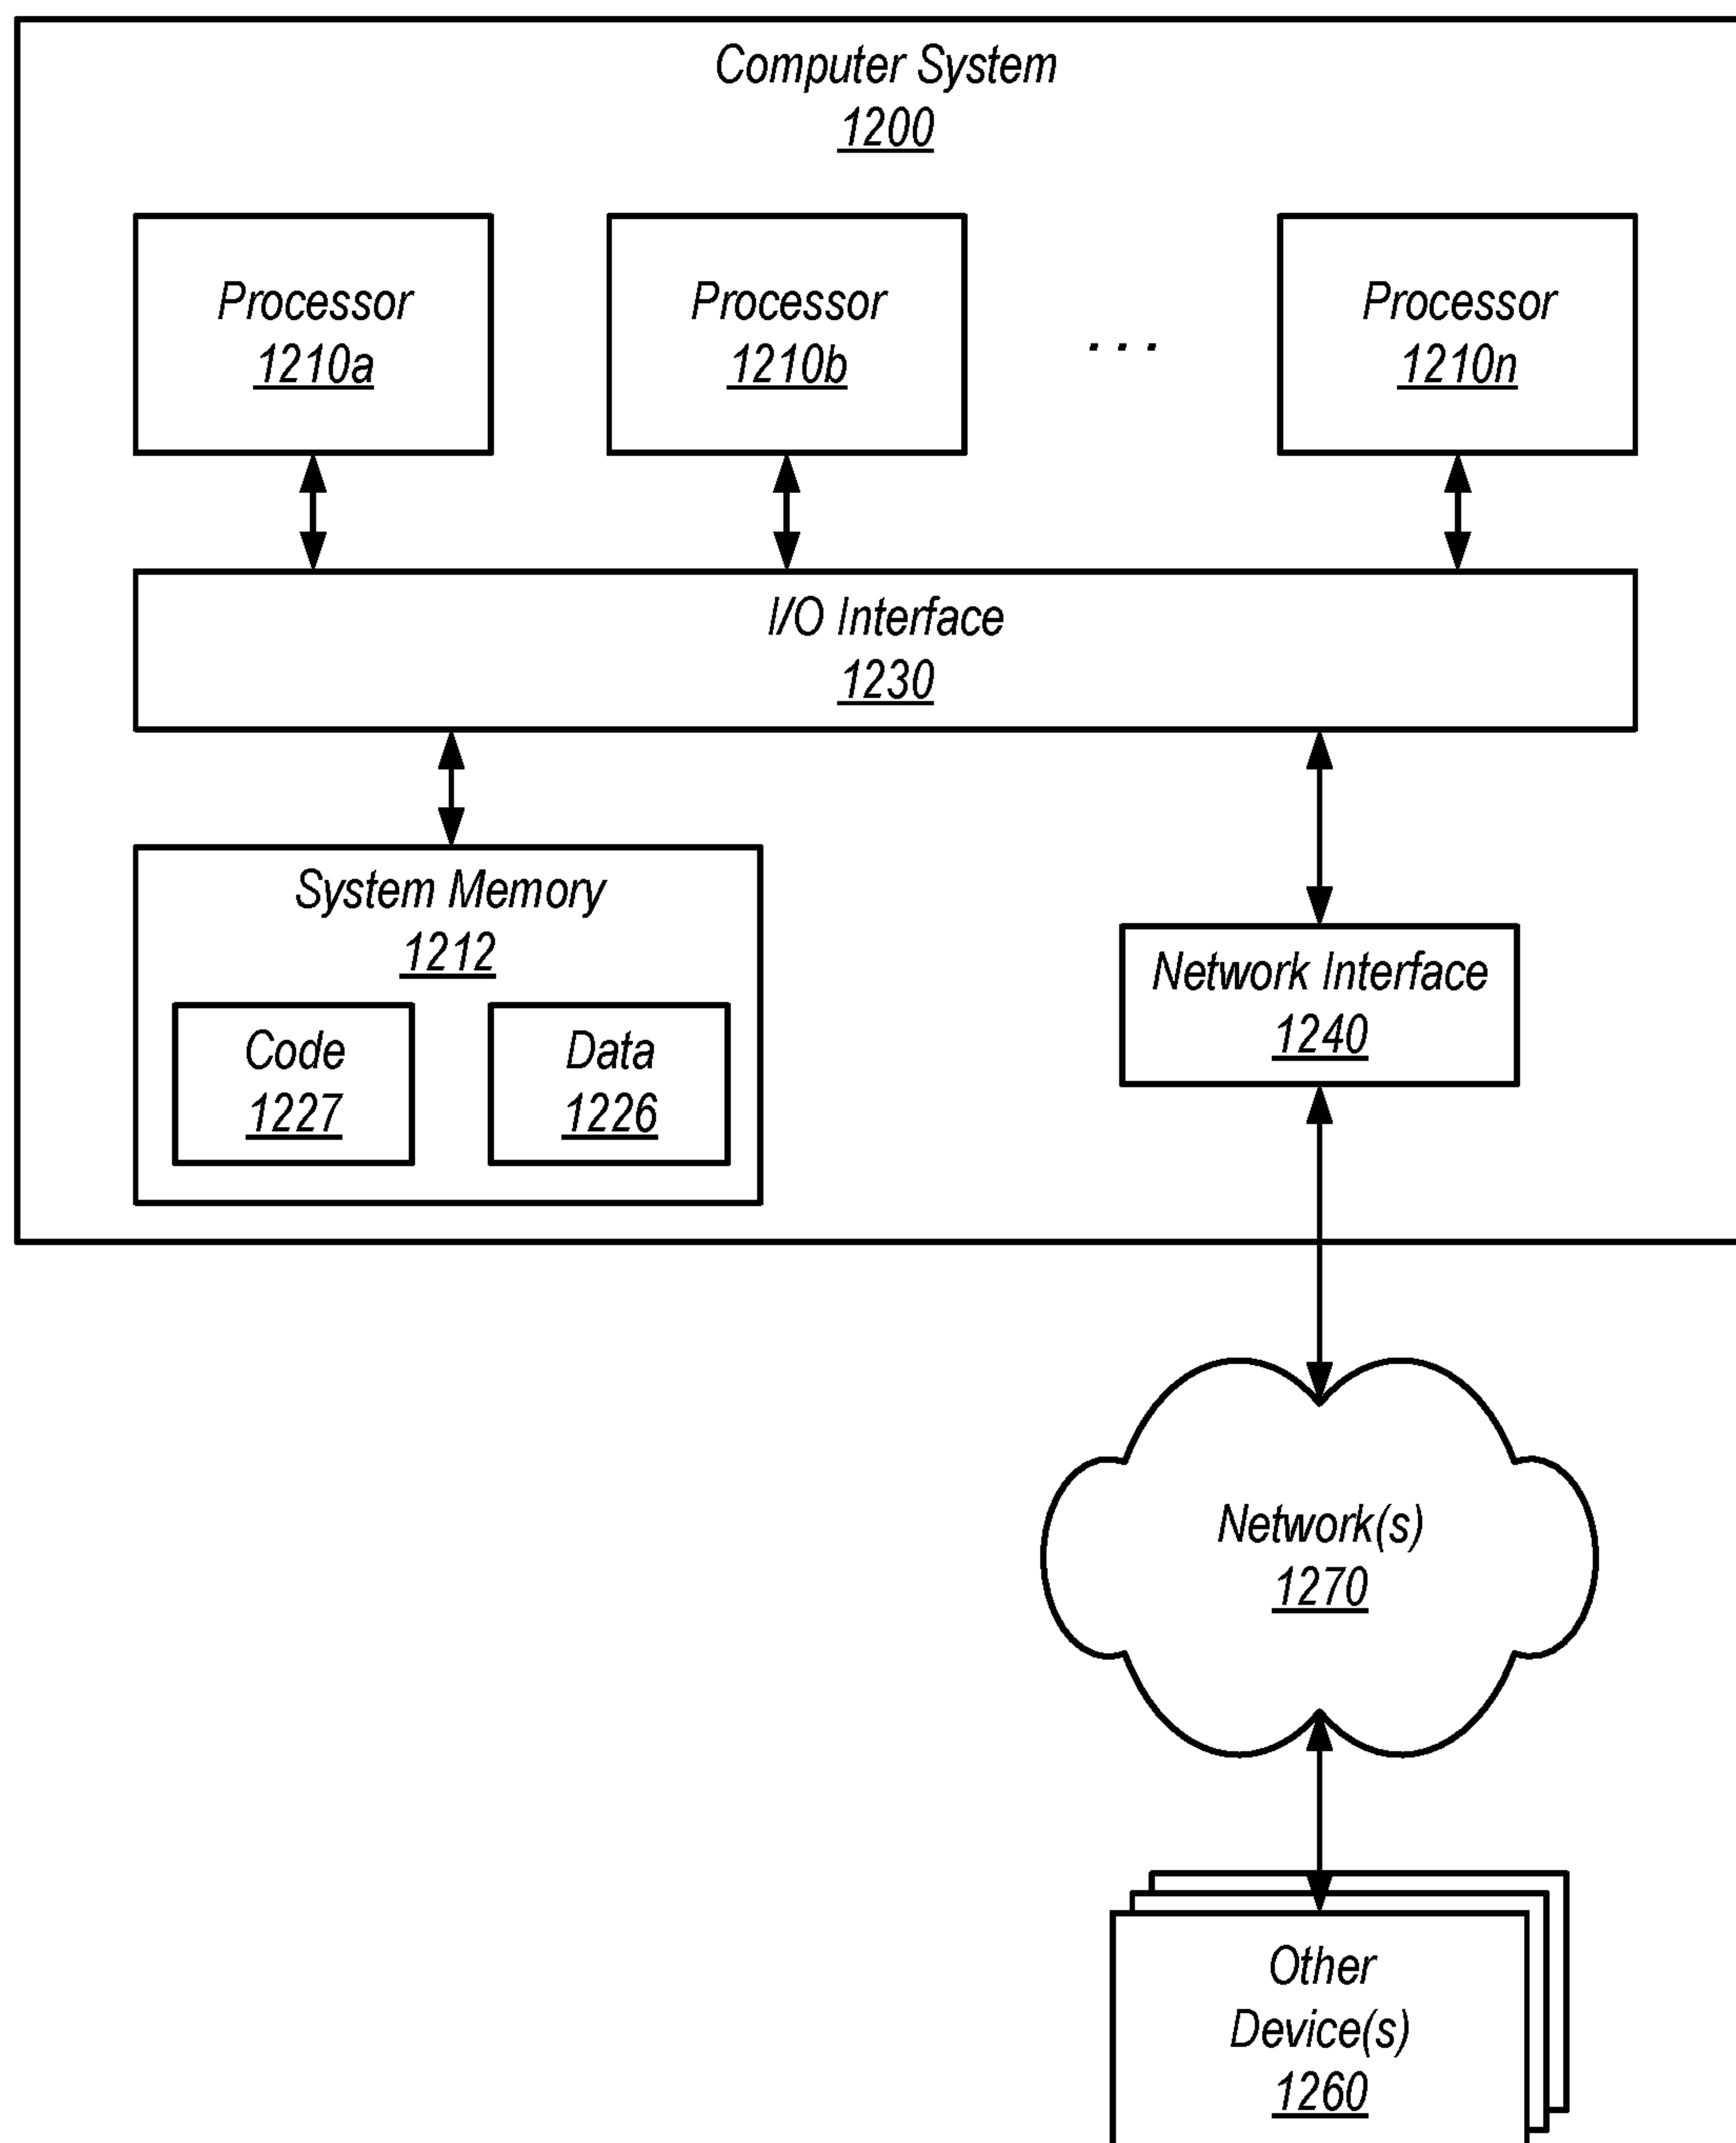 Computer System
1200
Processor
1210a
Processor
1210b
...
Processor
1210n
I/O Interface
1230
System Memory
1212
Code
1227
Data
1226
Network Interface
1240
Network(s)
1270
Other
Device(s)
1260